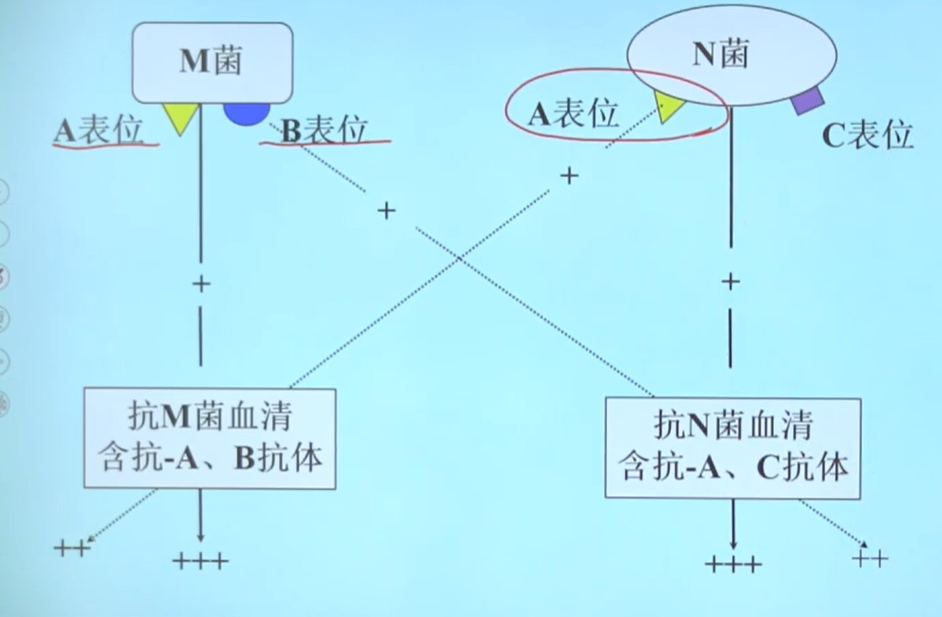 M菌
N菌
A表位
B表位
A表位
C表位
+
+
+
+
抗M菌血清
含抗-A、B抗体
抗N菌血清
含抗-A、C抗体
++
+++
+++
++